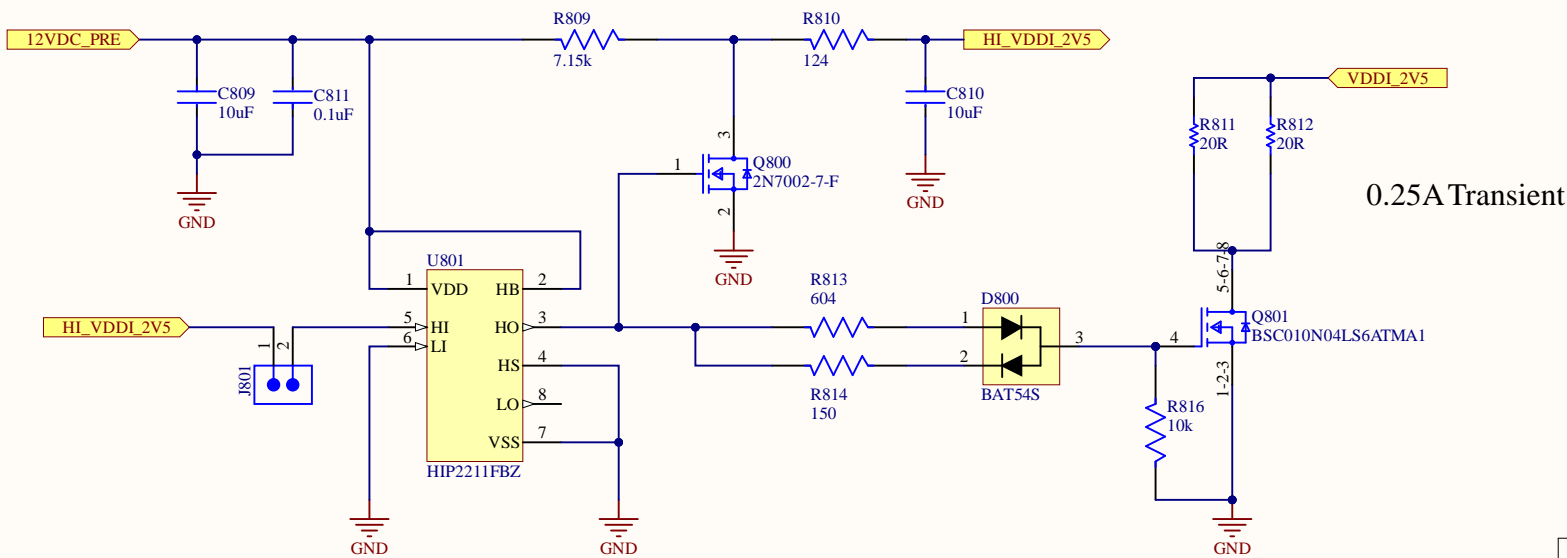 R809
R810
12VDC_PRE
HI_VDDI_2V5
7.15k
124
VDDI_2V5
C809
10uF
C811
0.1uF
C810
10uF
R811
20R
R812
20R
3
1
Q800
2N7002-7-F
2
0.25A Transient
GND
GND
GND
U801
1
VDD
HB
2
R813
604
D800
5-6-7-8
HI_VDDI_2V5
5
HI
HO
3
1
Q801
BSC010N04LS6ATMA1
6
LI
3
4
1
2
HS
4
2
1-2-3
J801
LO
8
R814
150
BAT54S
R816
10k
VSS
7
HIP2211FBZ
GND
GND
GND